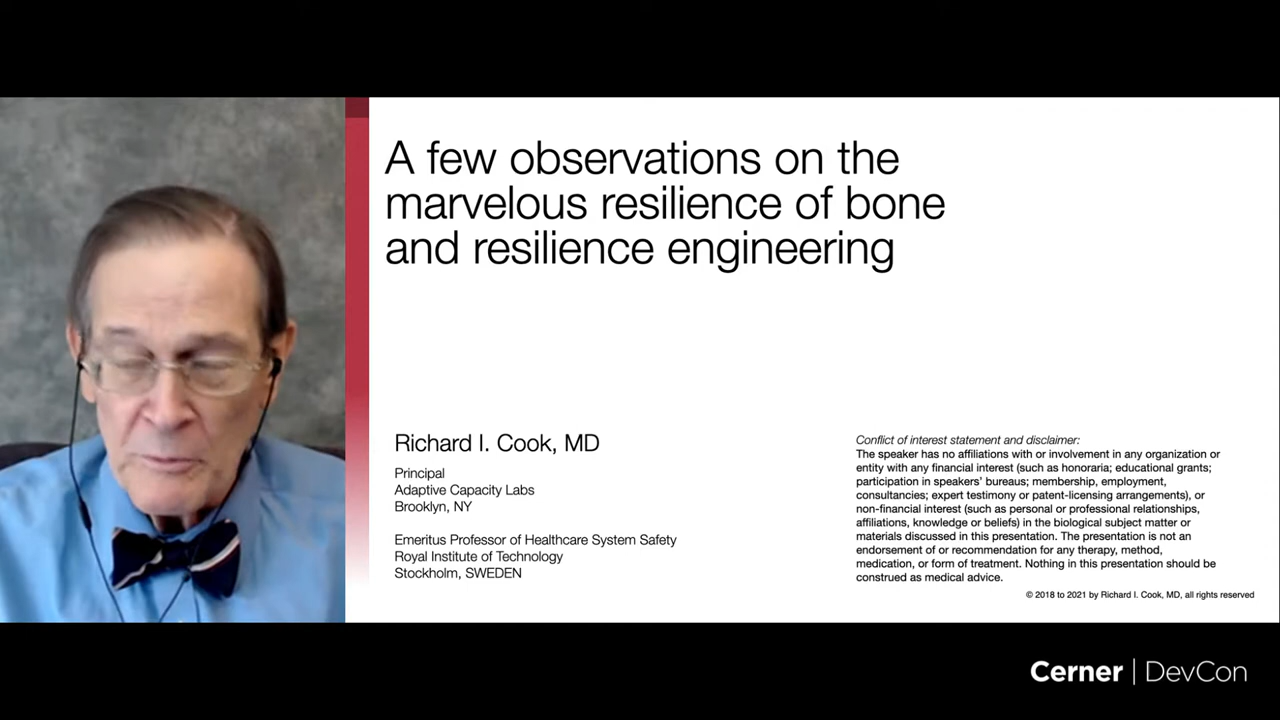 A few observations on the
marvelous resilience of bone
and resilience engineering
Richard I. Cook, MD
Principal
Adaptive Capacity Labs
Brooklyn, NY
Emeritus Professor of Healthcare System Safety
Royal Institute of Technology
Stockholm, SWEDEN
Conflict of interest statement and disclaimer:
The speaker has no affiliations with or involvement in any organization or
entity with any financial interest (such as honoraria; educational grants;
participation in speakers' bureaus; membership, employment,
consultancies; expert testimony or patent-licensing arrangements), or
non-financial interest (such as personal or professional relationships,
affiliations, knowledge or beliefs) in the biological subject matter or
materials discussed in this presentation. The presentation is not an
endorsement of or recommendation for any therapy, method,
medication, or form of treatment. Nothing in this presentation should be
construed as medical advice.
© 2018 to 2021 by Richard I. Cook, MD, all rights reserved
Cerner | DevCon